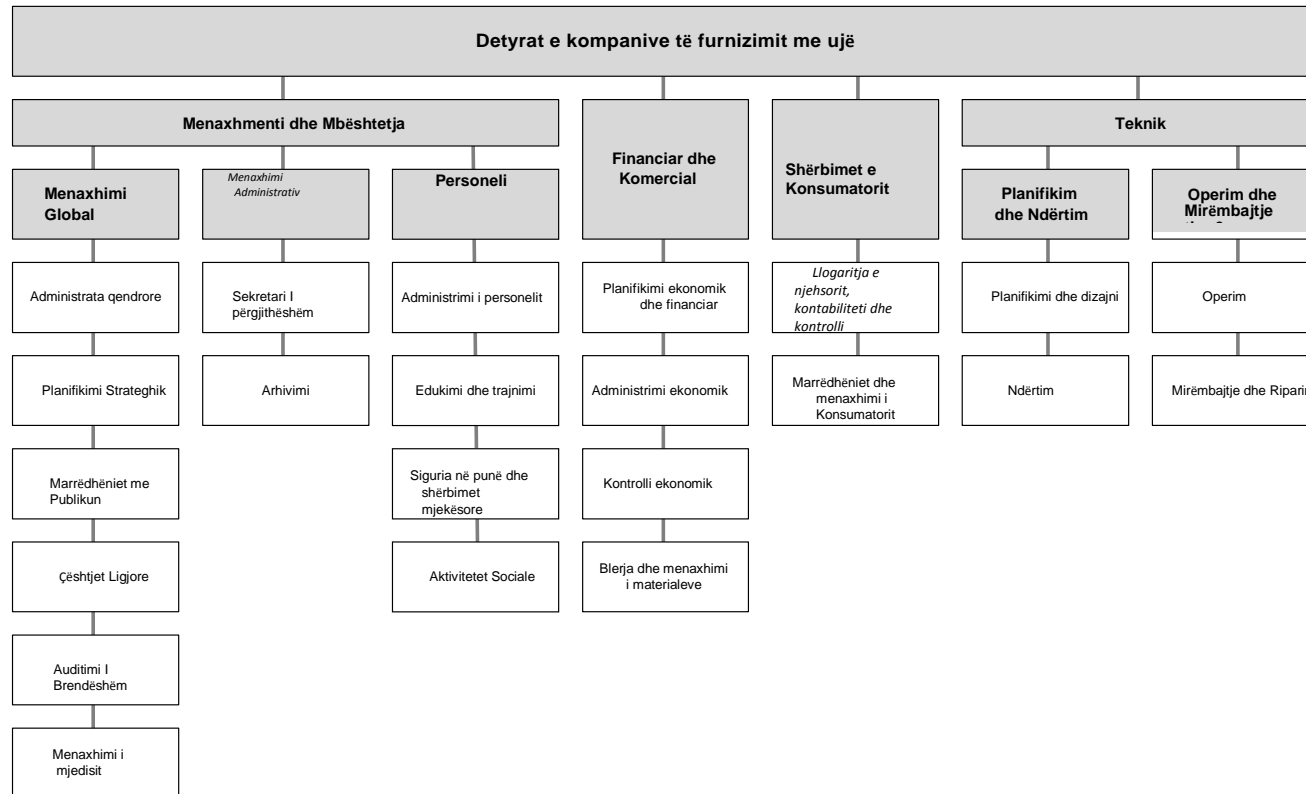 Detyrat e kompanive të furnizimit me ujë
Menaxhmenti dhe Mbështetja
Financiar dhe
Komercial
Shërbimet e
Konsumatorit
Teknik
Menaxhimi
Global
Menaxhimi
Administrativ
Personeli
Planifikim
dhe Ndërtim
Operim dhe
Mirëmbajtje
Administrata qendrore
Sekretari I
përgjithëshëm
Administrimi i personelit
Planifikimi ekonomik
dhe financiar
Llogaritja e
njehsorit,
kontabiliteti dhe
kontrolli
Planifikimi dhe dizajni
Operim
Planifikimi Strateghik
Arhivimi
Edukimi dhe trajnimi
Administrimi ekonomik
Marrëdhëniet dhe
menaxhimi i
Konsumatorit
Ndërtim
Mirëmbajtje dhe Riparim
Marrëdhëniet me
Publikun
Siguria në punë dhe
shërbimet
mjekësore
Kontrolli ekonomik
Çështjet Ligjore
Aktivitetet Sociale
Blerja dhe menaxhimi
i materialeve
Auditimi I
Brendëshëm
Menaxhimi i
mjedisit